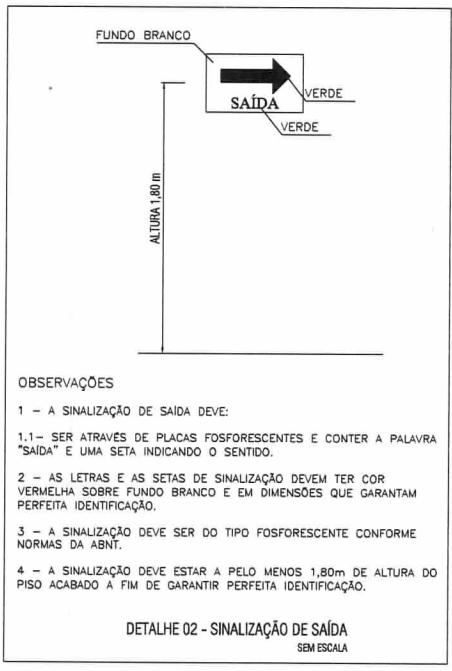 FUNDO BRANCO
VERDE
SAÍDA
VERDE
ALTURA 1,80 m
OBSERVAÇÕES
1 – A SINALIZAÇÃO DE SAÍDA DEVE:
1.1– SER ATRAVÉS DE PLACAS FOSFORESCENTES E CONTER A PALAVRA
"SAÍDA" E UMA SETA INDICANDO O SENTIDO.
2 – AS LETRAS E AS SETAS DE SINALIZAÇÃO DEVEM TER COR
VERMELHA SOBRE FUNDO BRANCO E EM DIMENSÕES QUE GARANTAM
PERFEITA IDENTIFICAÇÃO.
3 – A SINALIZAÇÃO DEVE SER DO TIPO FOSFORESCENTE CONFORME
NORMAS DA ABNT.
4 – A SINALIZAÇÃO DEVE ESTAR A PELO MENOS 1,80m DE ALTURA DO
PISO ACABADO A FIM DE GARANTIR PERFEITA IDENTIFICAÇÃO.
DETALHE 02 - SINALIZAÇÃO DE SAÍDA
SEM ESCALA